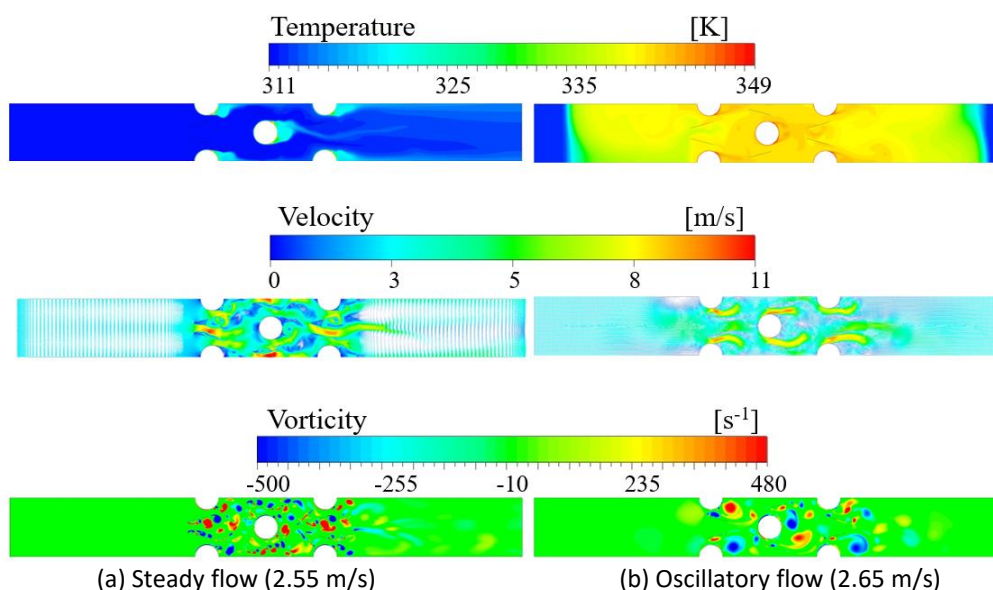 Temperature [K]
311 325 335 349
Velocity [m/s]
0 3 5 8 11
Vorticity [s⁻¹]
-500 -255 -10 235 480
(a) Steady flow (2.55 m/s) (b) Oscillatory flow (2.65 m/s)